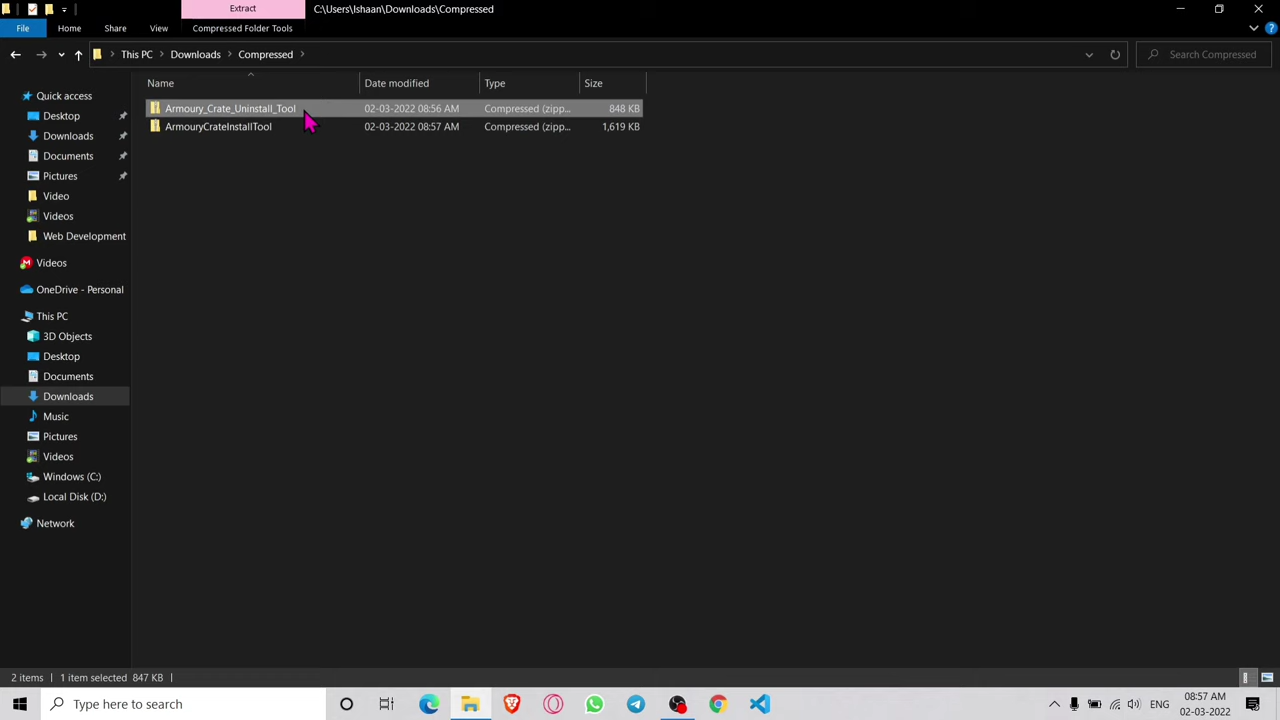 Extract
C:\Users\Ishaan\Downloads\Compressed
File
Home
Share
View
Compressed Folder Tools
This PC
Downloads
Compressed
Search Compressed
Name
Date modified
Type
Size
Armoury_Crate_Uninstall_Tool
02-03-2022 08:56 AM
Compressed (zipp...
848 KB
ArmouryCrateInstallTool
02-03-2022 08:57 AM
Compressed (zipp...
1,619 KB
Quick access
Desktop
Downloads
Documents
Pictures
Video
Videos
Web Development
Videos
OneDrive - Personal
This PC
3D Objects
Desktop
Documents
Downloads
Music
Pictures
Videos
Windows (C:)
Local Disk (D:)
Network
2 items
1 item selected 847 KB
Type here to search
ENG
08:57 AM
02-03-2022